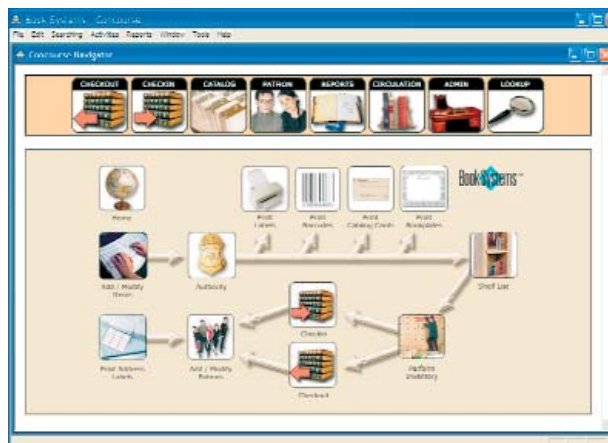 Book Systems - Concourse
File Edit Searching Activities Reports Window Tools Help
Concourse Navigator
CHECKOUT CHECKIN CATALOG PATRON REPORTS CIRCULATION ADMIN LOOKUP
BookSystems™
Home
Print Labels
Print Barcodes
Print Catalog Cards
Print Bookplates
Add / Modify Items
Authority
Shelf List
Checkin
Print Address Labels
Add / Modify Patrons
Perform Inventory
Checkout